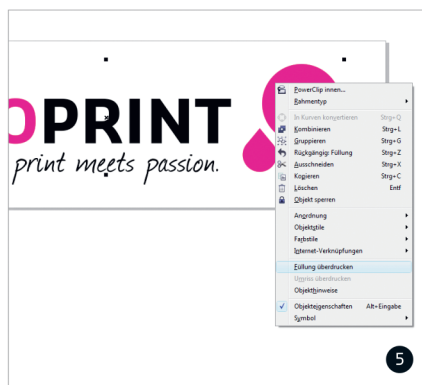 OPRINT
print meets passion.
PowerClip innen...
Rahmentyp
In Kurven konvertieren Strg+Q
Kombinieren Strg+L
Gruppieren Strg+G
Rückgängig: Füllung Strg+Z
Ausschneiden Strg+X
Kopieren Strg+C
Löschen Entf
Objekt sperren
Anordnung
Objektstile
Farbstile
Internet-Verknüpfungen
Füllung überdrucken
Umriss überdrucken
Objekthinweise
Objekteigenschaften Alt+Eingabe
Symbol
5